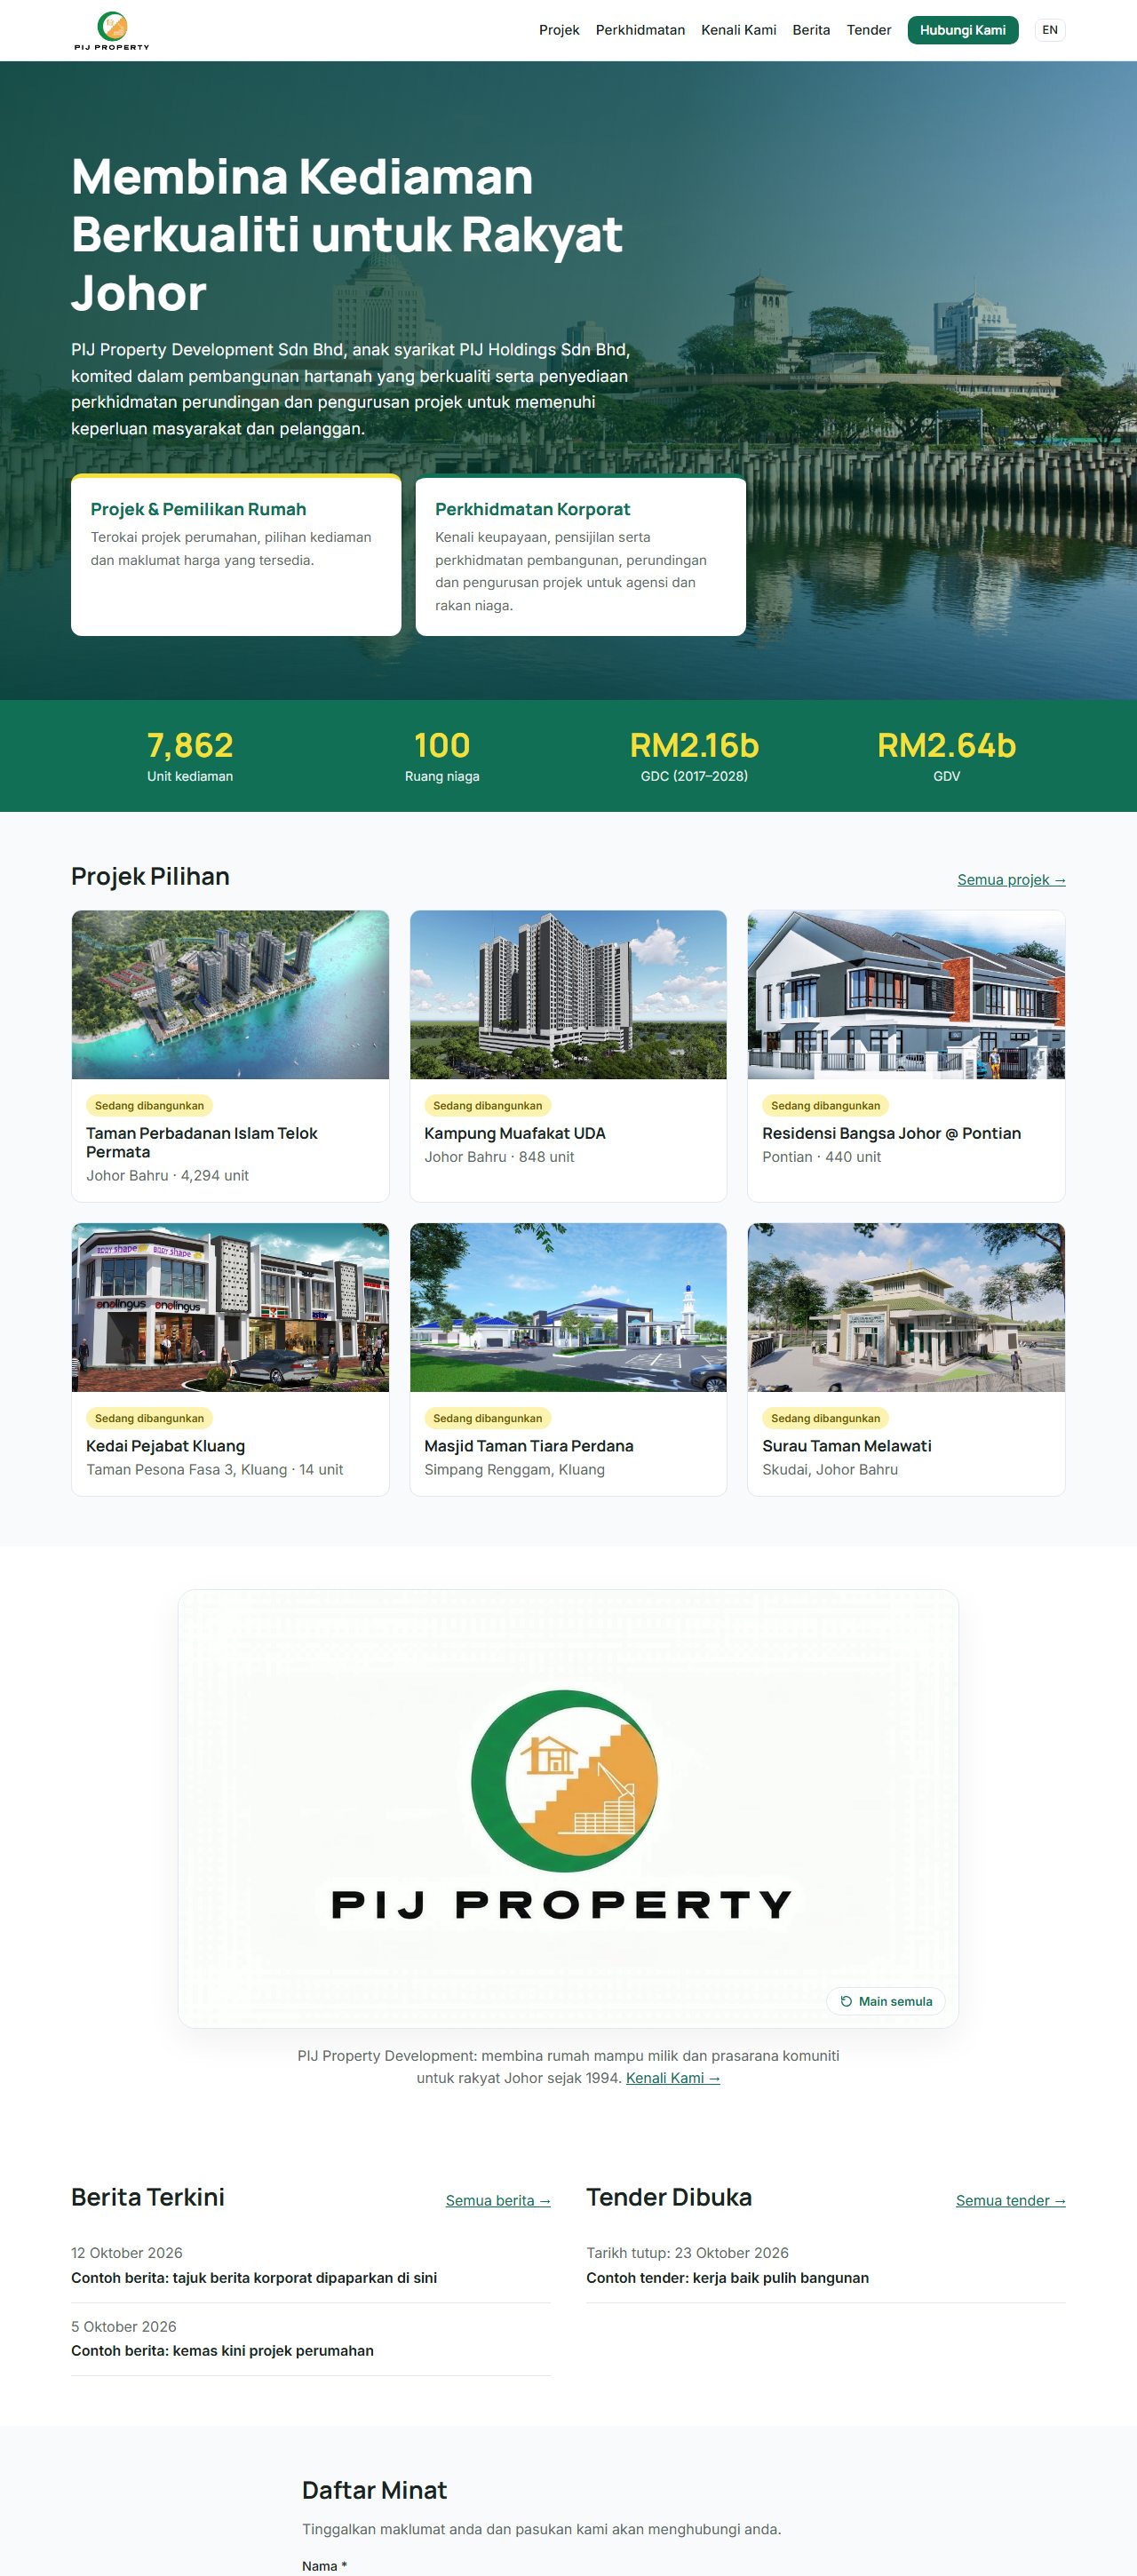 PIJ PROPERTY
Projek
Perkhidmatan
Kenali Kami
Berita
Tender
Hubungi Kami
EN
Membina Kediaman
Berkualiti untuk Rakyat
Johor
PIJ Property Development Sdn Bhd, anak syarikat PIJ Holdings Sdn Bhd,
komited dalam pembangunan hartanah yang berkualiti serta penyediaan
perkhidmatan perundingan dan pengurusan projek untuk memenuhi
keperluan masyarakat dan pelanggan.
Projek & Pemilikan Rumah
Terokai projek perumahan, pilihan kediaman
dan maklumat harga yang tersedia.
Perkhidmatan Korporat
Kenali keupayaan, pensijilan serta
perkhidmatan pembangunan, perundingan
dan pengurusan projek untuk agensi dan
rakan niaga.
7,862
Unit kediaman
100
Ruang niaga
RM2.16b
GDC (2017–2028)
RM2.64b
GDV
Projek Pilihan
Semua projek →
Sedang dibangunkan
Taman Perbadanan Islam Telok
Permata
Johor Bahru · 4,294 unit
Sedang dibangunkan
Kampung Muafakat UDA
Johor Bahru · 848 unit
Sedang dibangunkan
Residensi Bangsa Johor @ Pontian
Pontian · 440 unit
BODY shape
BODY shape
enolingus
enolingus
Sedang dibangunkan
Kedai Pejabat Kluang
Taman Pesona Fasa 3, Kluang · 14 unit
Sedang dibangunkan
Masjid Taman Tiara Perdana
Simpang Renggam, Kluang
Sedang dibangunkan
Surau Taman Melawati
Skudai, Johor Bahru
PIJ PROPERTY
Main semula
PIJ Property Development: membina rumah mampu milik dan prasarana komuniti
untuk rakyat Johor sejak 1994. Kenali Kami →
Berita Terkini
Semua berita →
12 Oktober 2026
Contoh berita: tajuk berita korporat dipaparkan di sini
5 Oktober 2026
Contoh berita: kemas kini projek perumahan
Tender Dibuka
Semua tender →
Tarikh tutup: 23 Oktober 2026
Contoh tender: kerja baik pulih bangunan
Daftar Minat
Tinggalkan maklumat anda dan pasukan kami akan menghubungi anda.
Nama *